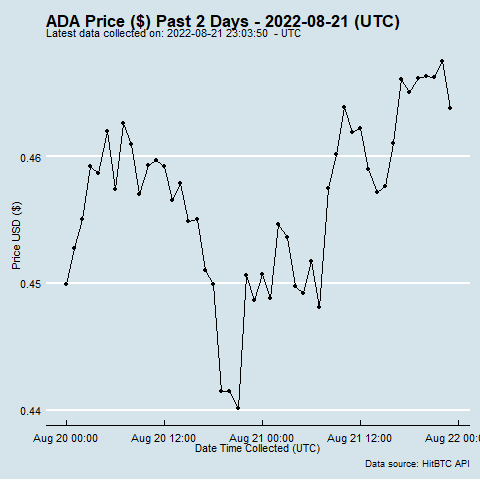 ADA Price ($) Past 2 Days - 2022-08-21 (UTC)
Latest data collected on: 2022-08-21 23:03:50 - UTC
0.46
0.45
0.44
Price USD ($)
Aug 20 00:00 Aug 20 12:00 Aug 21 00:00 Aug 21 12:00 Aug 22 00:
Date Time Collected (UTC)
Data source: HitBTC API